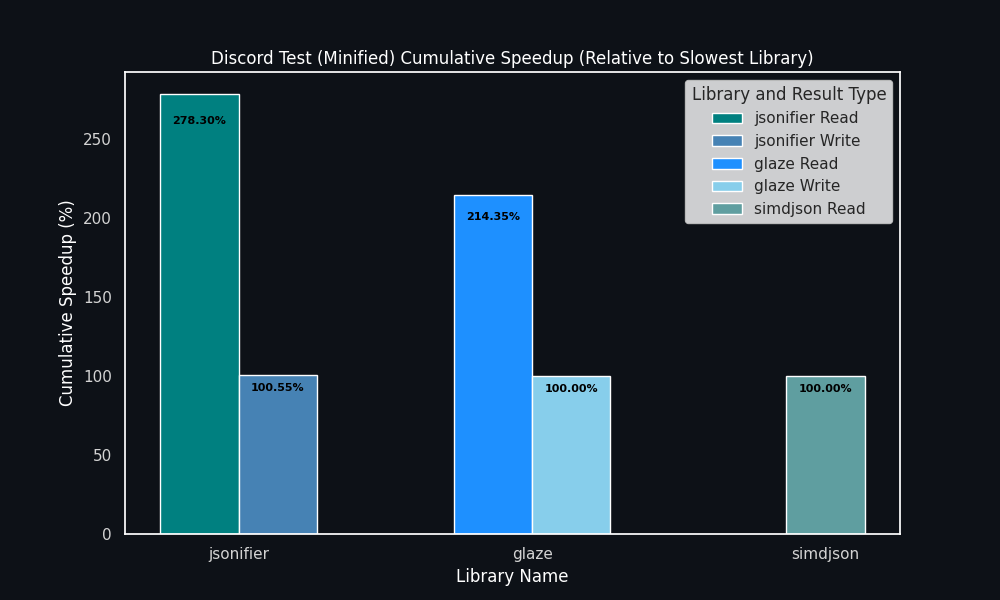 Discord Test (Minified) Cumulative Speedup (Relative to Slowest Library)
Cumulative Speedup (%)
250
200
150
100
50
0
278.30%
100.55%
214.35%
100.00%
100.00%
Library and Result Type
jsonifier Read
jsonifier Write
glaze Read
glaze Write
simdjson Read
jsonifier
glaze
simdjson
Library Name